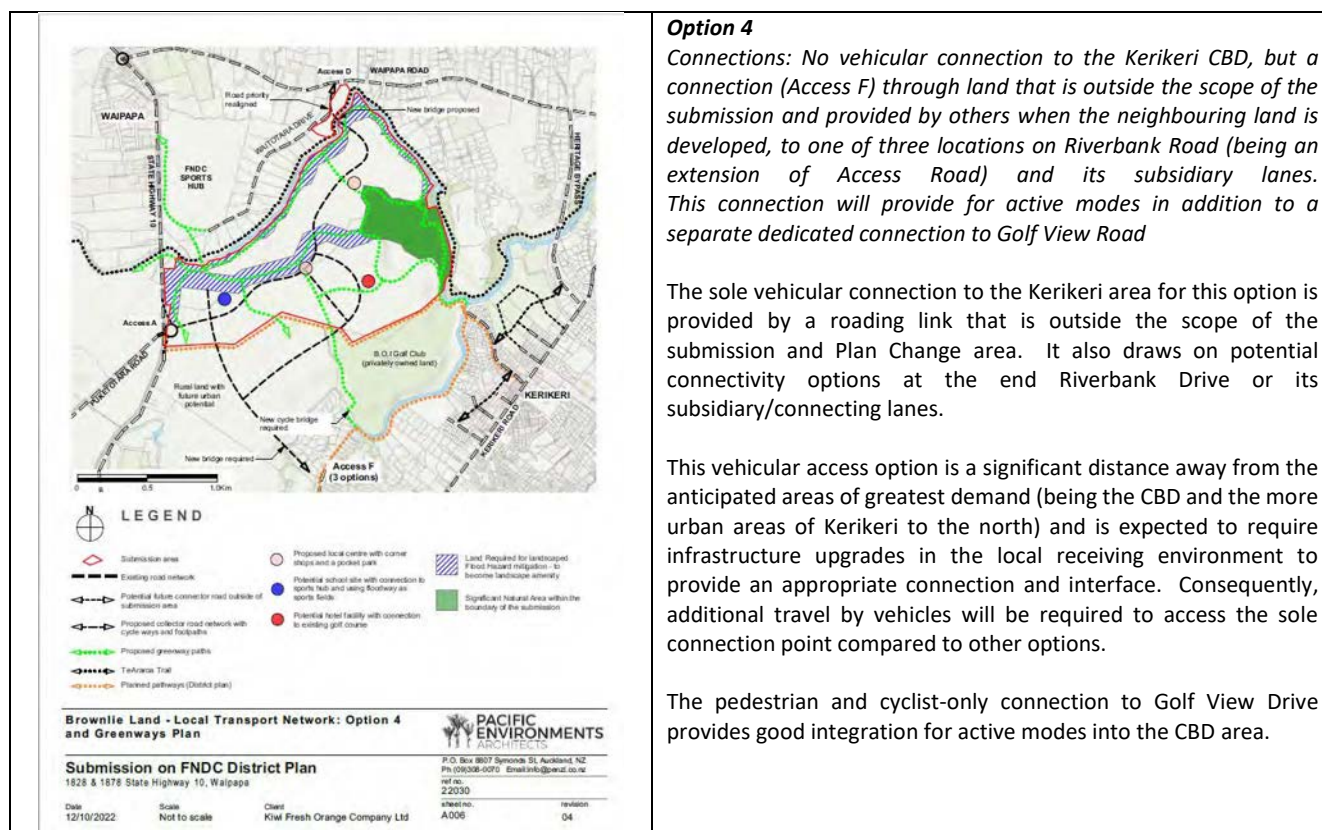 Access D
WAIPAPA ROAD
Road priority
realigned
New bridge proposed
WAIPAPA
WAITOTARA DRIVE
STATE HIGHWAY 10
FNDC
SPORTS
HUB
HERITAGE BYPASS
Access A
PUKETOTARA ROAD
B.O.I Golf Club
(privately owned land)
Rural land with
future urban
potential
KERIKERI
KERIKERI ROAD
New cycle bridge
required
New bridge required
Access F
(3 options)
0 0.5 1.0Km
N
LEGEND
Submission area
Existing road network
Potential future connector road outside of
submission area
Proposed collector road network with
cycle ways and footpaths
Proposed greenway paths
TeAraroa Trail
Planned pathways (District plan)
Proposed local centre with corner
shops and a pocket park
Potential school site with connection to
sports hub and using floodway as
sports fields
Potential hotel facility with connection
to existing golf course
Land Required for landscaped
Flood Hazard mitigation - to
become landscape amenity
Significant Natural Area within the
boundary of the submission
Brownlie Land - Local Transport Network: Option 4
and Greenways Plan
PACIFIC
ENVIRONMENTS
ARCHITECTS
Submission on FNDC District Plan
1828 & 1878 State Highway 10, Waipapa
P.O. Box 8807 Symonds St, Auckland, NZ
Ph (09)308-0070 Email:info@penzl.co.nz
ref no.
22030
Date
12/10/2022
Scale
Not to scale
Client
Kiwi Fresh Orange Company Ltd
sheet no.
A006
revision
04
Option 4
Connections: No vehicular connection to the Kerikeri CBD, but a
connection (Access F) through land that is outside the scope of the
submission and provided by others when the neighbouring land is
developed, to one of three locations on Riverbank Road (being an
extension of Access Road) and its subsidiary lanes.
This connection will provide for active modes in addition to a
separate dedicated connection to Golf View Road
The sole vehicular connection to the Kerikeri area for this option is
provided by a roading link that is outside the scope of the
submission and Plan Change area. It also draws on potential
connectivity options at the end Riverbank Drive or its
subsidiary/connecting lanes.
This vehicular access option is a significant distance away from the
anticipated areas of greatest demand (being the CBD and the more
urban areas of Kerikeri to the north) and is expected to require
infrastructure upgrades in the local receiving environment to
provide an appropriate connection and interface. Consequently,
additional travel by vehicles will be required to access the sole
connection point compared to other options.
The pedestrian and cyclist-only connection to Golf View Drive
provides good integration for active modes into the CBD area.